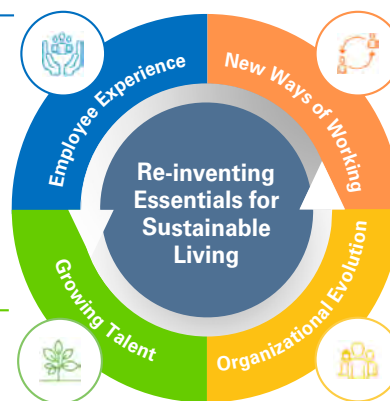 Employee Experience
New Ways of Working
Re-inventing
Essentials for
Sustainable
Living
Growing Talent
Organizational Evolution